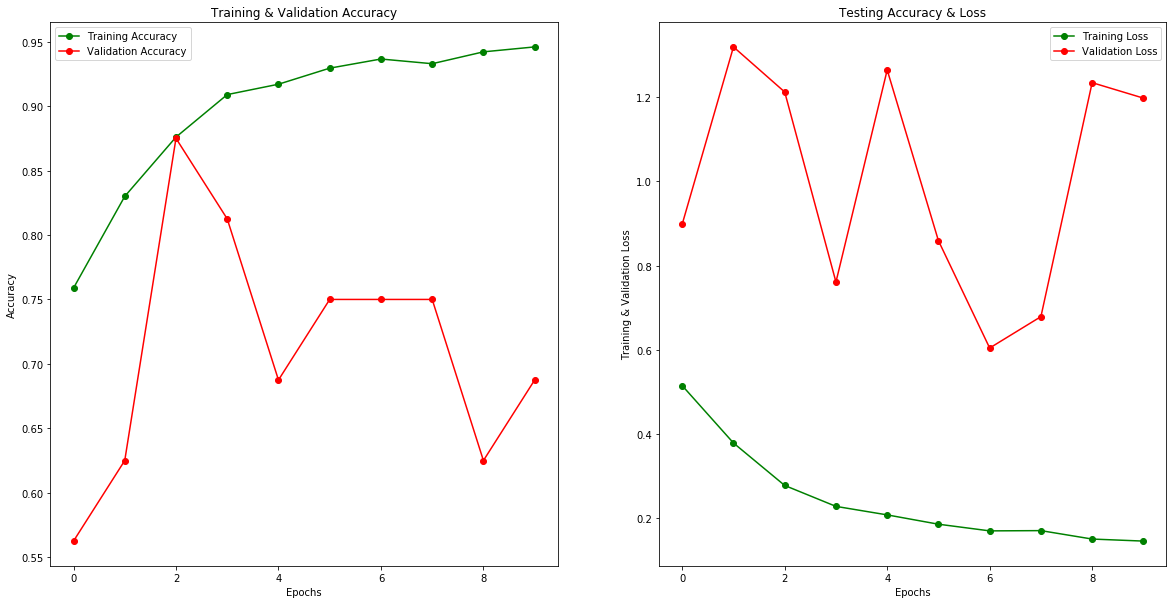 Training & Validation Accuracy
Training Accuracy
Validation Accuracy
Accuracy
0.95
0.90
0.85
0.80
0.75
0.70
0.65
0.60
0.55
0 2 4 6 8
Epochs
Testing Accuracy & Loss
Training Loss
Validation Loss
Training & Validation Loss
1.2
1.0
0.8
0.6
0.4
0.2
0 2 4 6 8
Epochs